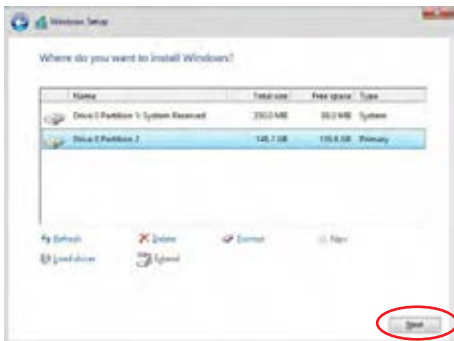 Windows Setup
Where do you want to install Windows?
Name Total size Free space Type
Drive 0 Partition 1: System Reserved 350.0 MB System
Drive 0 Partition 2 Primary
Refresh Delete Format New
Load driver Extend
Next